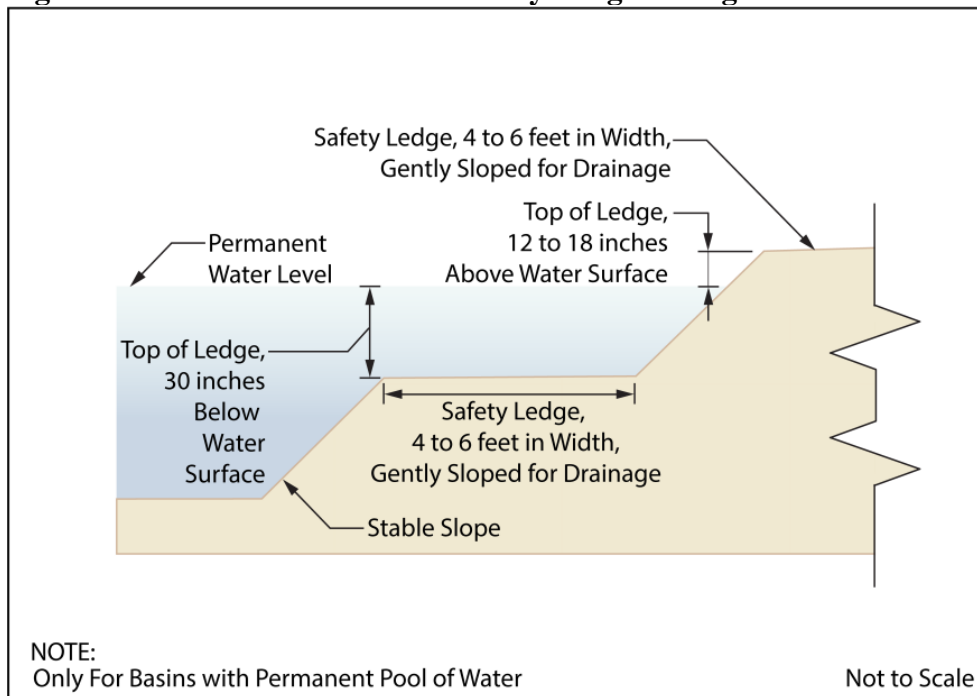 Safety Ledge, 4 to 6 feet in Width,
Gently Sloped for Drainage
Top of Ledge,
12 to 18 inches
Above Water Surface
Permanent
Water Level
Top of Ledge,
30 inches
Below
Water
Surface
Safety Ledge,
4 to 6 feet in Width,
Gently Sloped for Drainage
Stable Slope
NOTE:
Only For Basins with Permanent Pool of Water
Not to Scale